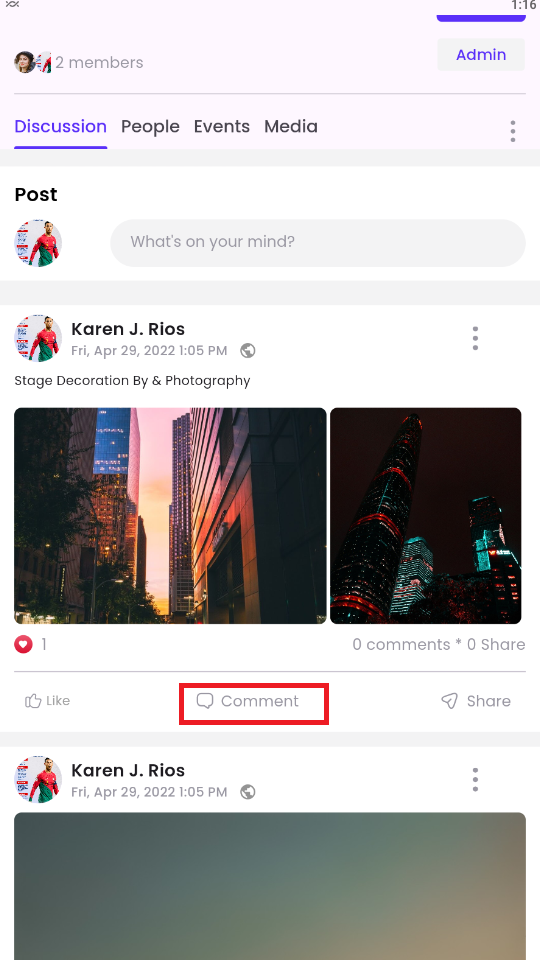 1:16
2 members
Admin
Discussion People Events Media
Post
What's on your mind?
Karen J. Rios
Fri, Apr 29, 2022 1:05 PM
Stage Decoration By & Photography
1
0 comments * 0 Share
Like
Comment
Share
Karen J. Rios
Fri, Apr 29, 2022 1:05 PM